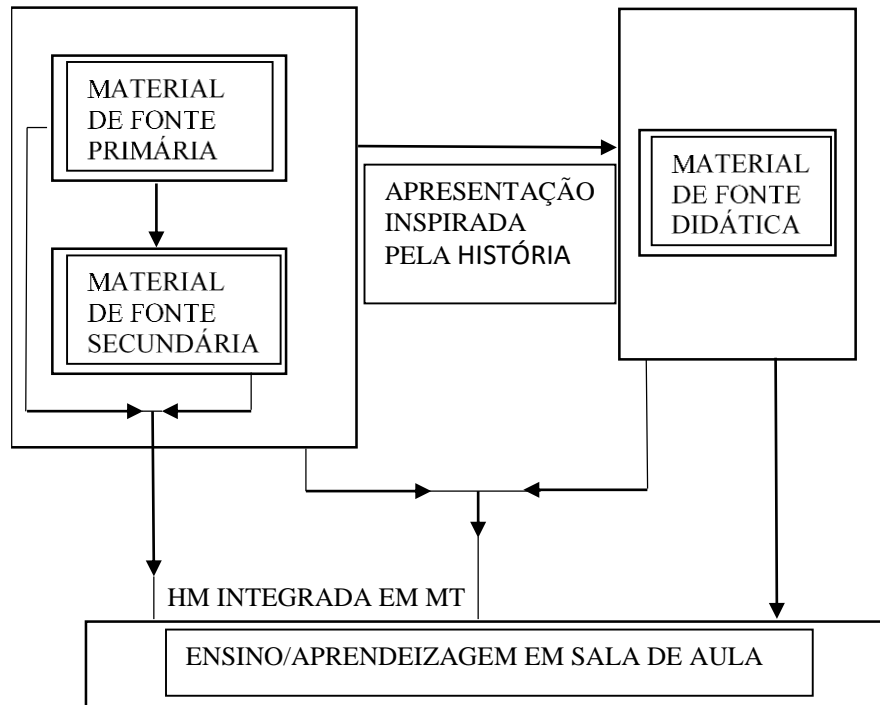 MATERIAL
DE FONTE
PRIMÁRIA
MATERIAL
DE FONTE
SECUNDÁRIA
APRESENTAÇÃO
INSPIRADA
PELA HISTÓRIA
MATERIAL
DE FONTE
DIDÁTICA
HM INTEGRADA EM MT
ENSINO/APRENDEIZAGEM EM SALA DE AULA